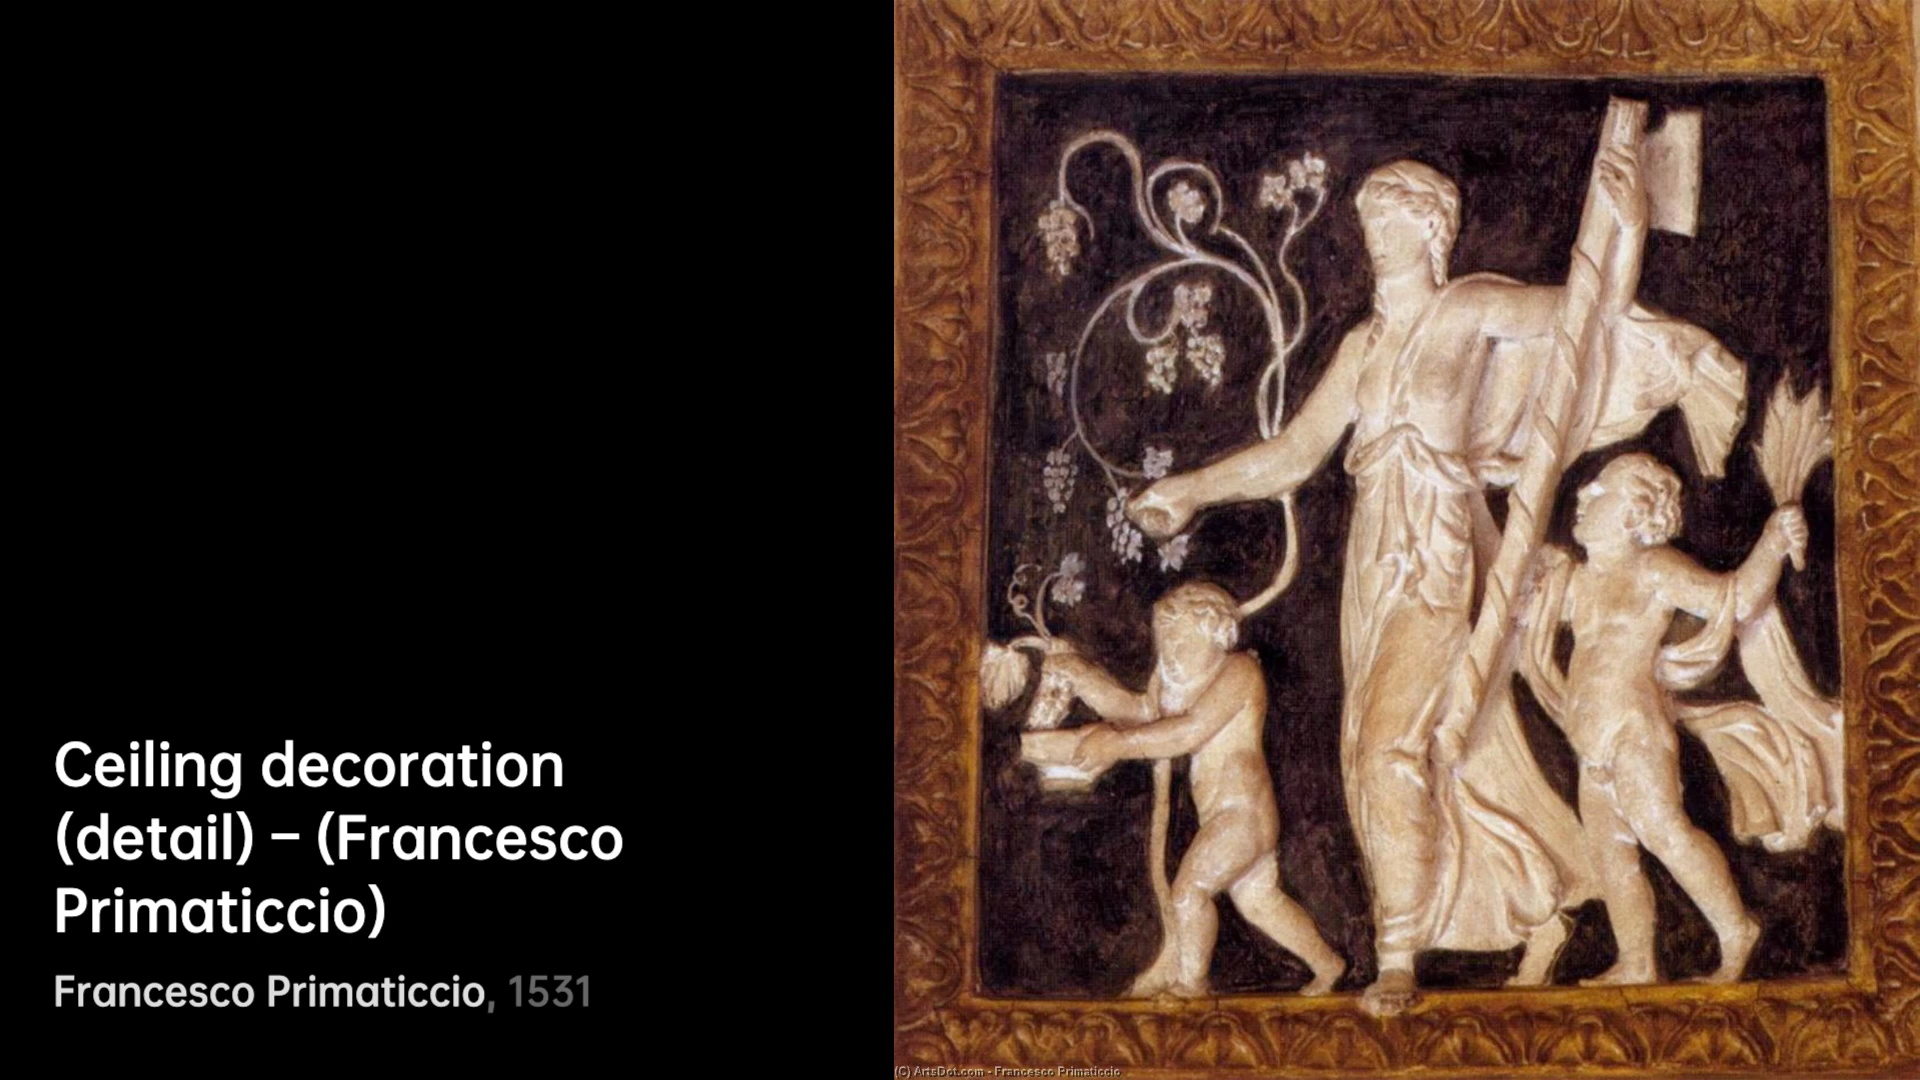 Ceiling decoration
(detail) – (Francesco
Primaticcio)
Francesco Primaticcio, 1531
(C) ArtsDot.com - Francesco Primaticcio